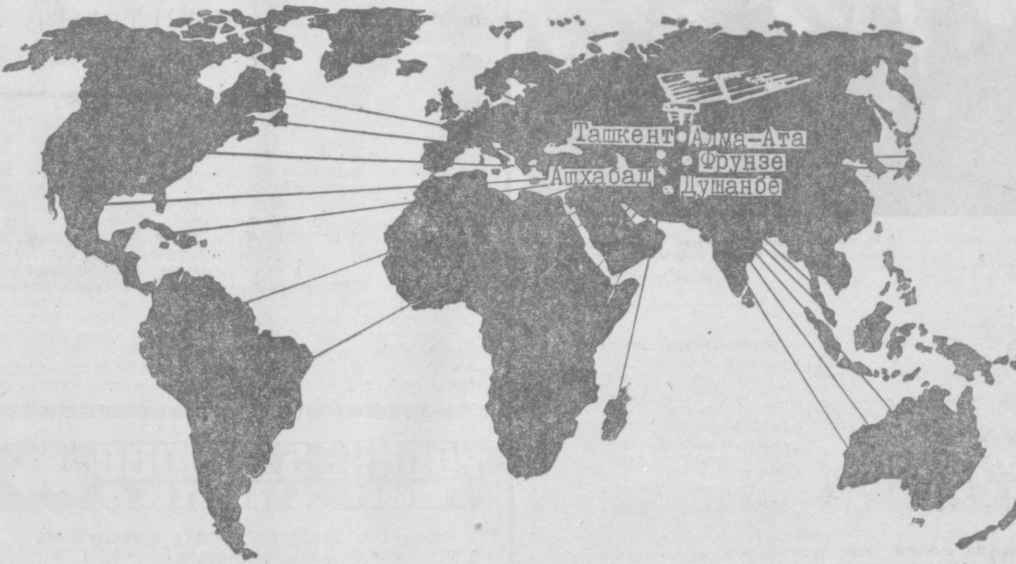 Ташкент
Алма-Ата
Фрунзе
Ашхабад
Душанбе